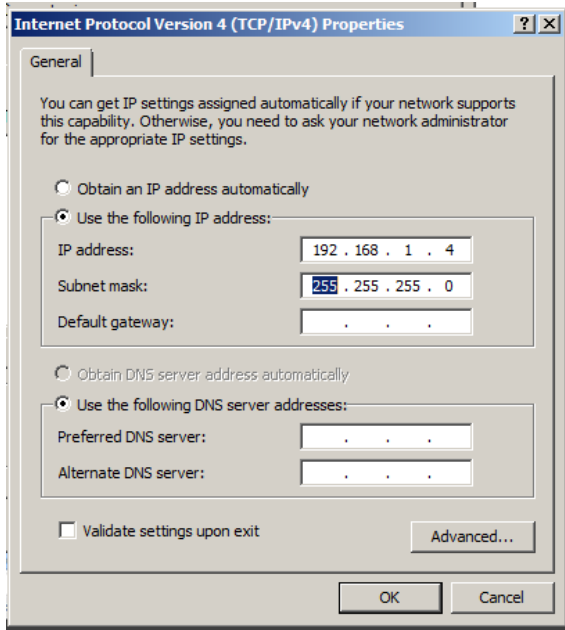 Internet Protocol Version 4 (TCP/IPv4) Properties
General
You can get IP settings assigned automatically if your network supports
this capability. Otherwise, you need to ask your network administrator
for the appropriate IP settings.
Obtain an IP address automatically
Use the following IP address:
IP address: 192 . 168 . 1 . 4
Subnet mask: 255 . 255 . 255 . 0
Default gateway: . . .
Obtain DNS server address automatically
Use the following DNS server addresses:
Preferred DNS server: . . .
Alternate DNS server: . . .
Validate settings upon exit
Advanced...
OK Cancel